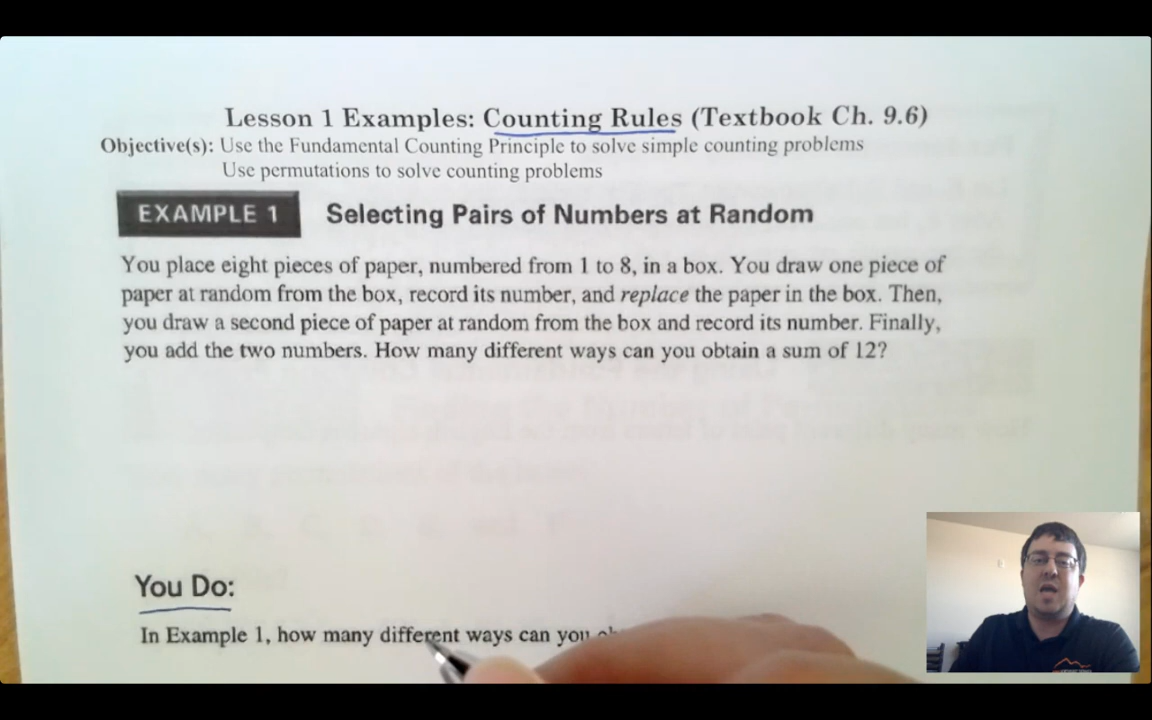 Lesson 1 Examples: Counting Rules (Textbook Ch. 9.6)
Objective(s): Use the Fundamental Counting Principle to solve simple counting problems
Use permutations to solve counting problems
EXAMPLE 1 Selecting Pairs of Numbers at Random
You place eight pieces of paper, numbered from 1 to 8, in a box. You draw one piece of
paper at random from the box, record its number, and replace the paper in the box. Then,
you draw a second piece of paper at random from the box and record its number. Finally,
you add the two numbers. How many different ways can you obtain a sum of 12?
You Do:
In Example 1, how many different ways can you